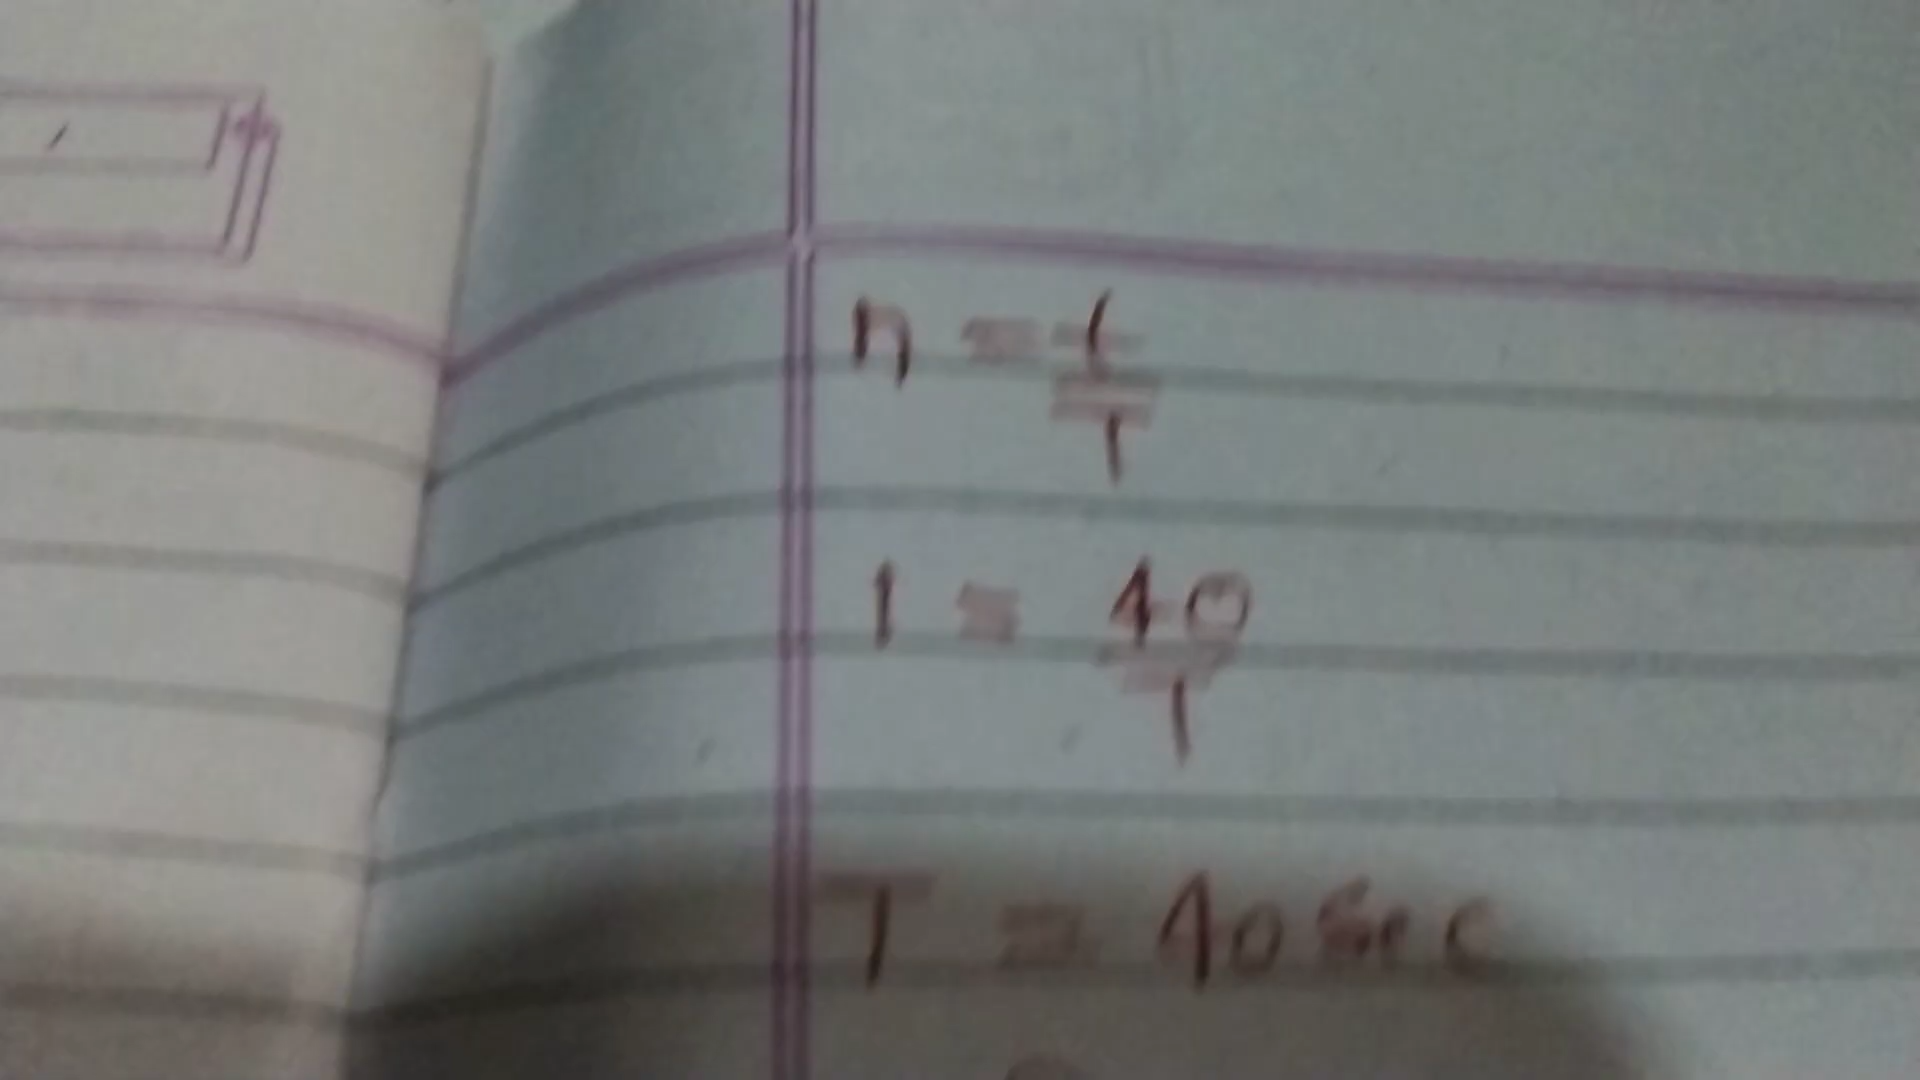 n = t/T
1 = 40/T
T = 40 sec